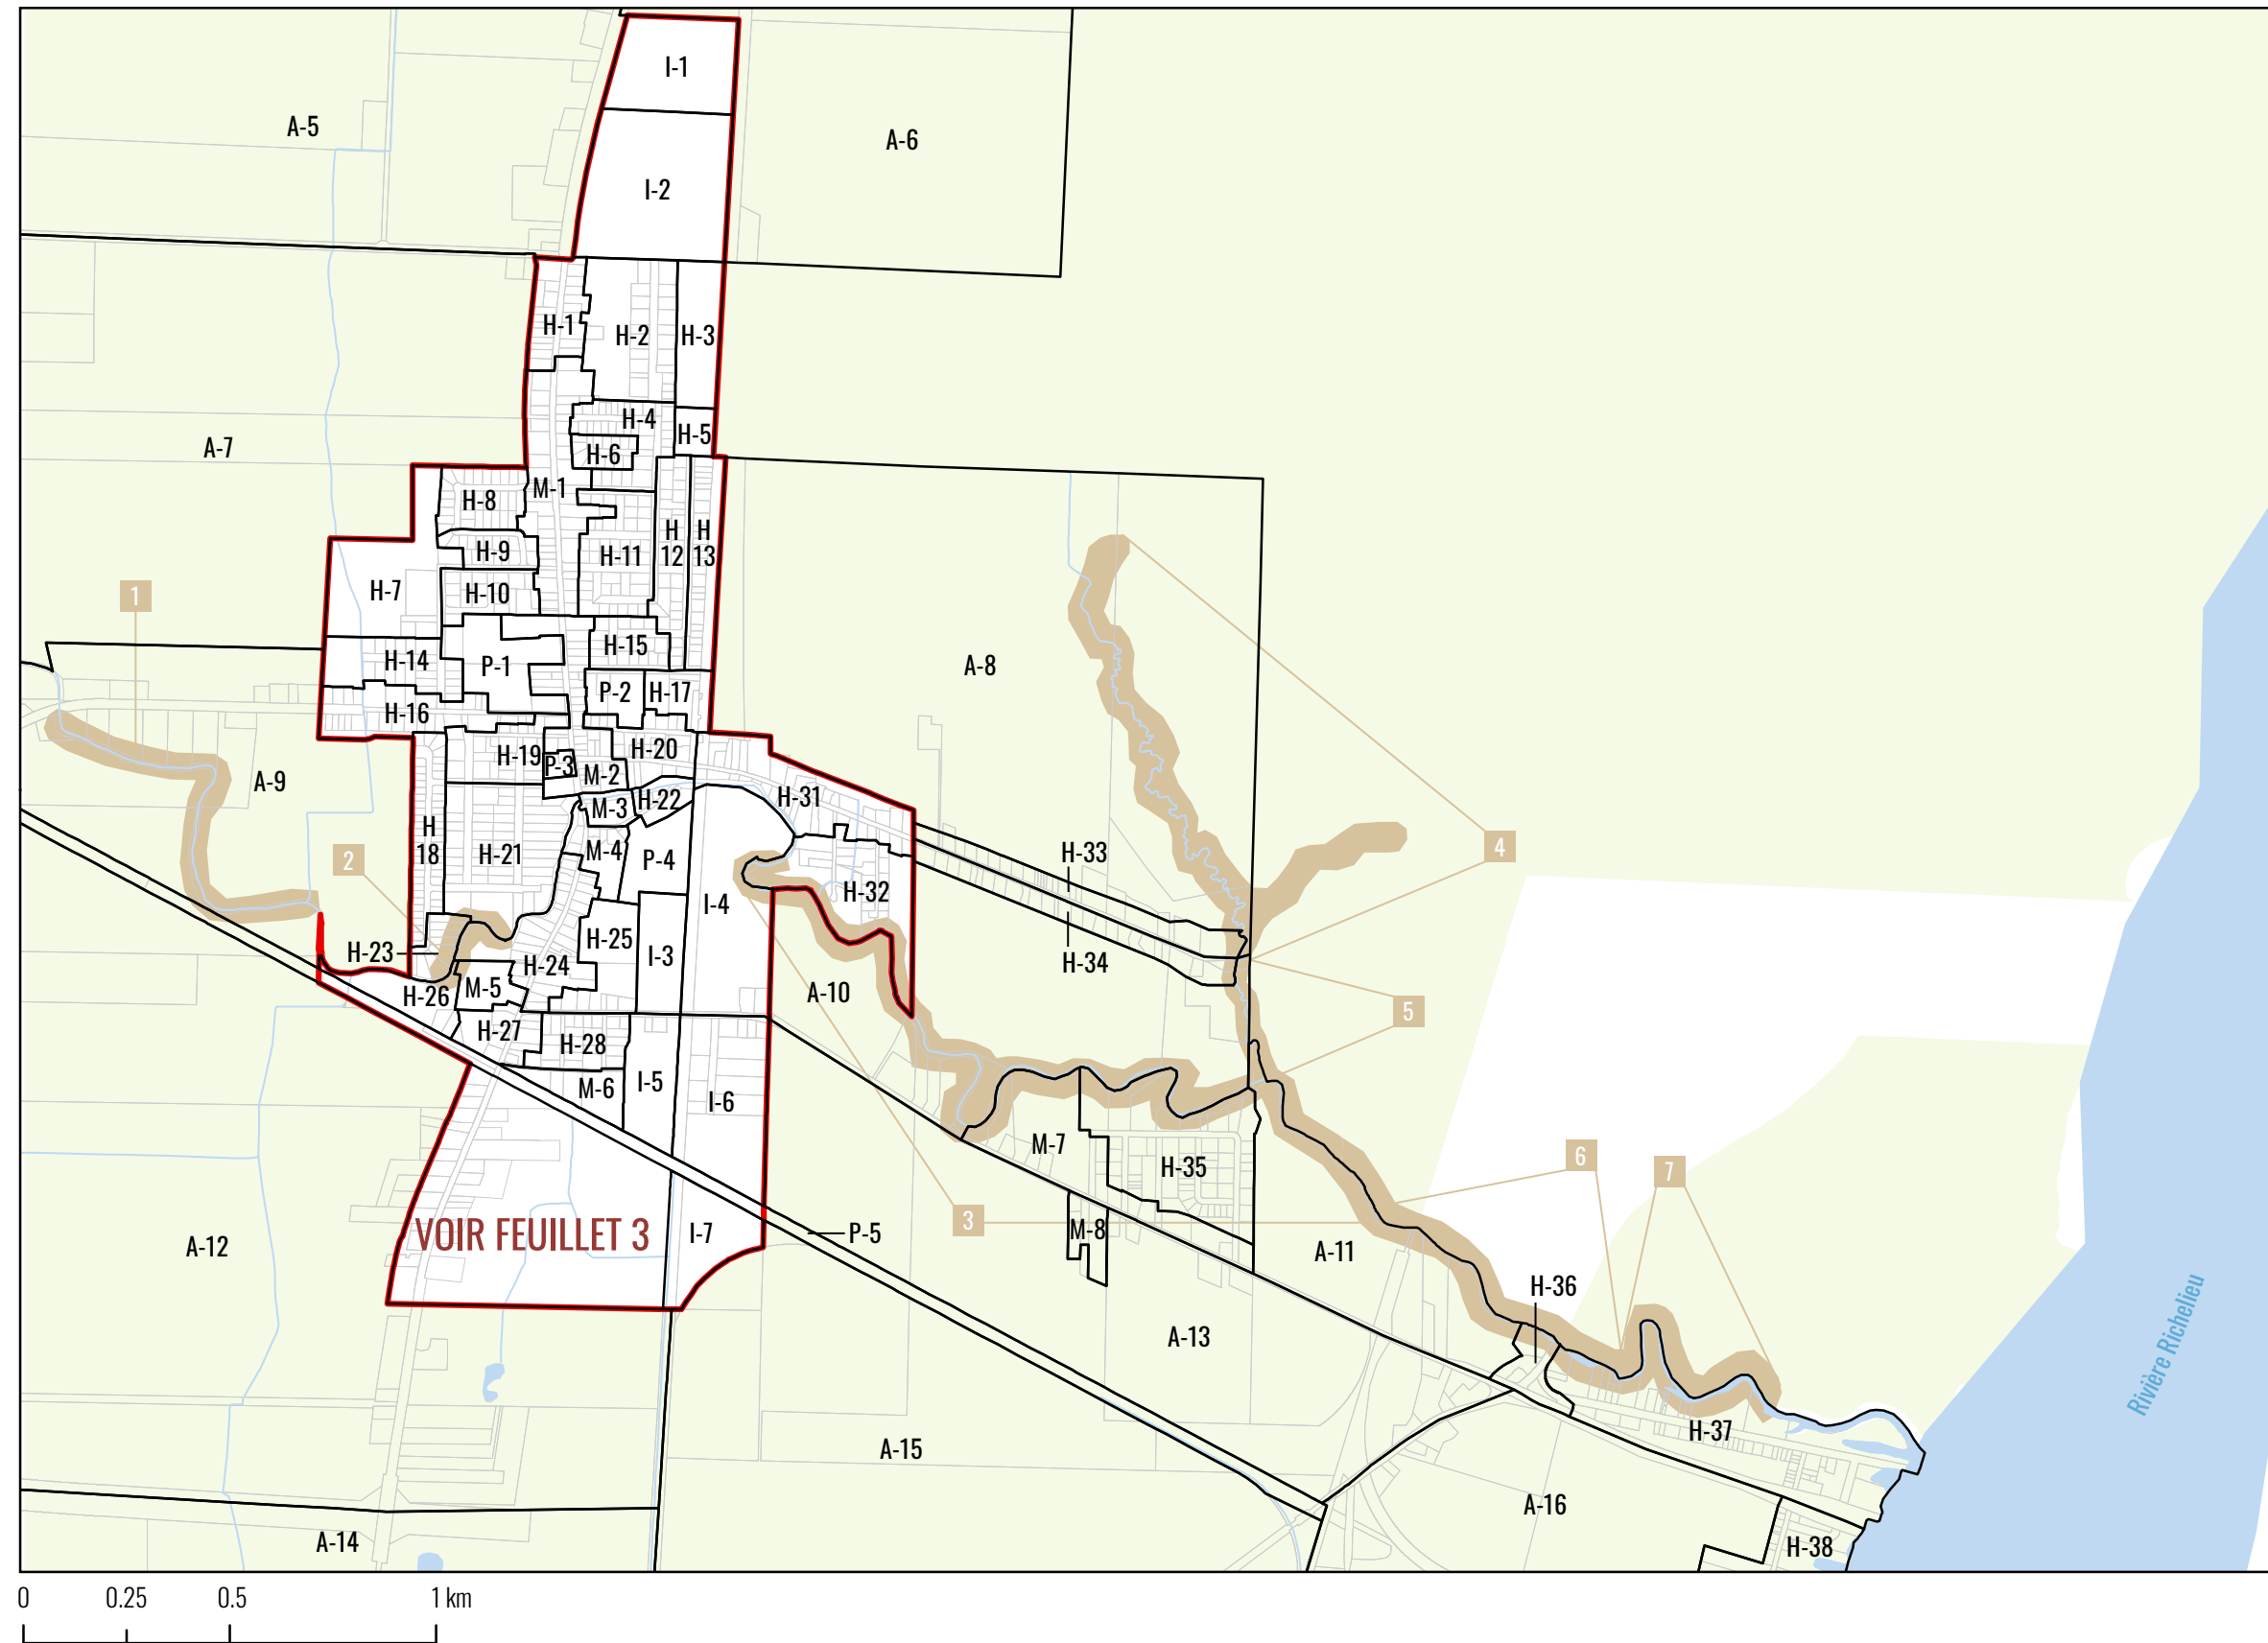 I-1
A-5
A-6
I-2
H-1
H-2
H-3
H-4
H-5
A-7
H-6
H-8
M-1
H
12
H
13
H-9
H-11
H-7
H-10
1
H-15
H-14
P-1
A-8
P-2
H-17
H-16
H-19
H-20
P-3
M-2
A-9
H-31
H-22
M-3
H
18
H-21
M-4
P-4
2
H-33
4
H-32
I-4
H-25
H-23
I-3
H-34
H-24
M-5
H-26
A-10
5
H-27
H-28
I-5
M-6
I-6
M-7
H-35
6
7
3
VOIR FEUILLET 3
I-7
P-5
M-8
A-12
A-11
H-36
A-13
Rivière Richelieu
H-37
A-15
A-16
A-14
H-38
0
0.25
0.5
1 km